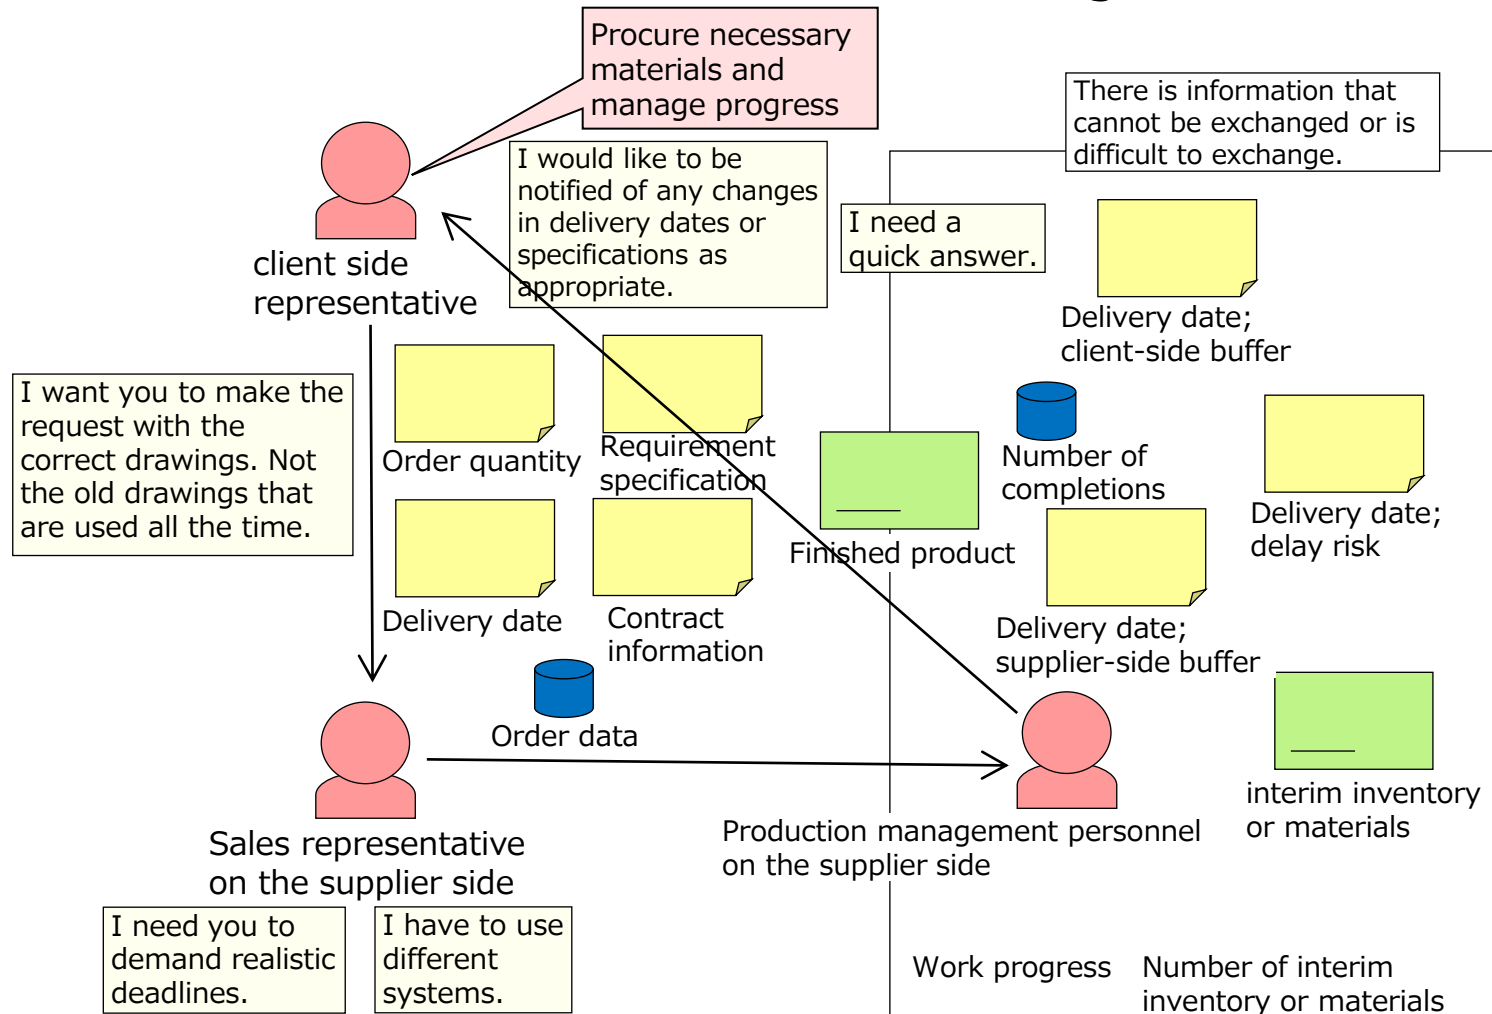 Procure necessary
materials and
manage progress
There is information that
cannot be exchanged or is
difficult to exchange.
I would like to be
notified of any changes
in delivery dates or
specifications as
appropriate.
I need a
quick answer.
client side
representative
Delivery date;
client-side buffer
I want you to make the
request with the
correct drawings. Not
the old drawings that
are used all the time.
Order quantity
Requirement
specification
Number of
completions
Delivery date;
delay risk
Finished product
Delivery date
Contract
information
Delivery date;
supplier-side buffer
Order data
interim inventory
or materials
Sales representative
on the supplier side
Production management personnel
on the supplier side
I need you to
demand realistic
deadlines.
I have to use
different
systems.
Work progress
Number of interim
inventory or materials